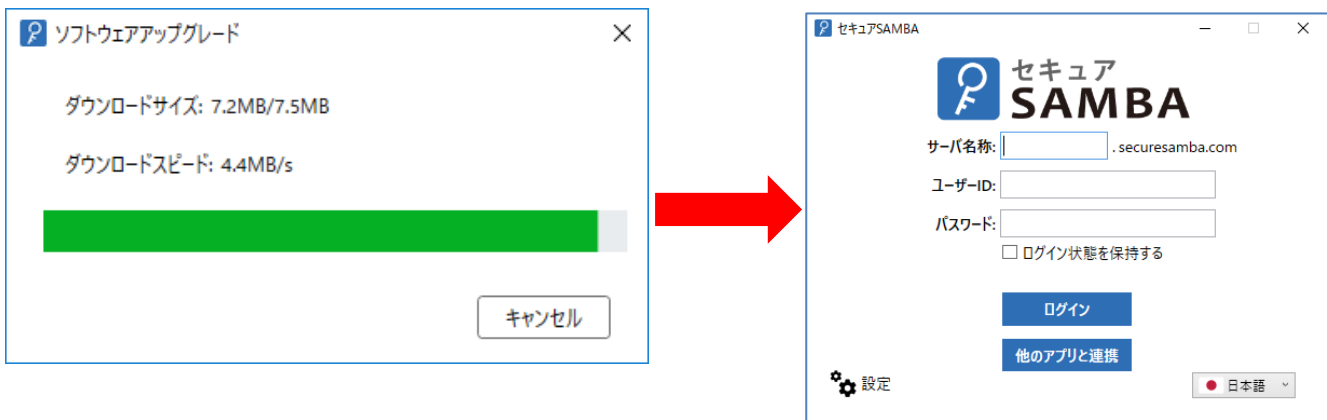 ソフトウェアアップグレード
ダウンロードサイズ: 7.2MB/7.5MB
ダウンロードスピード: 4.4MB/s
キャンセル
セキュアSAMBA
セキュア
SAMBA
サーバ名称: . securesamba.com
ユーザーID:
パスワード:
ログイン状態を保持する
ログイン
他のアプリと連携
設定
日本語